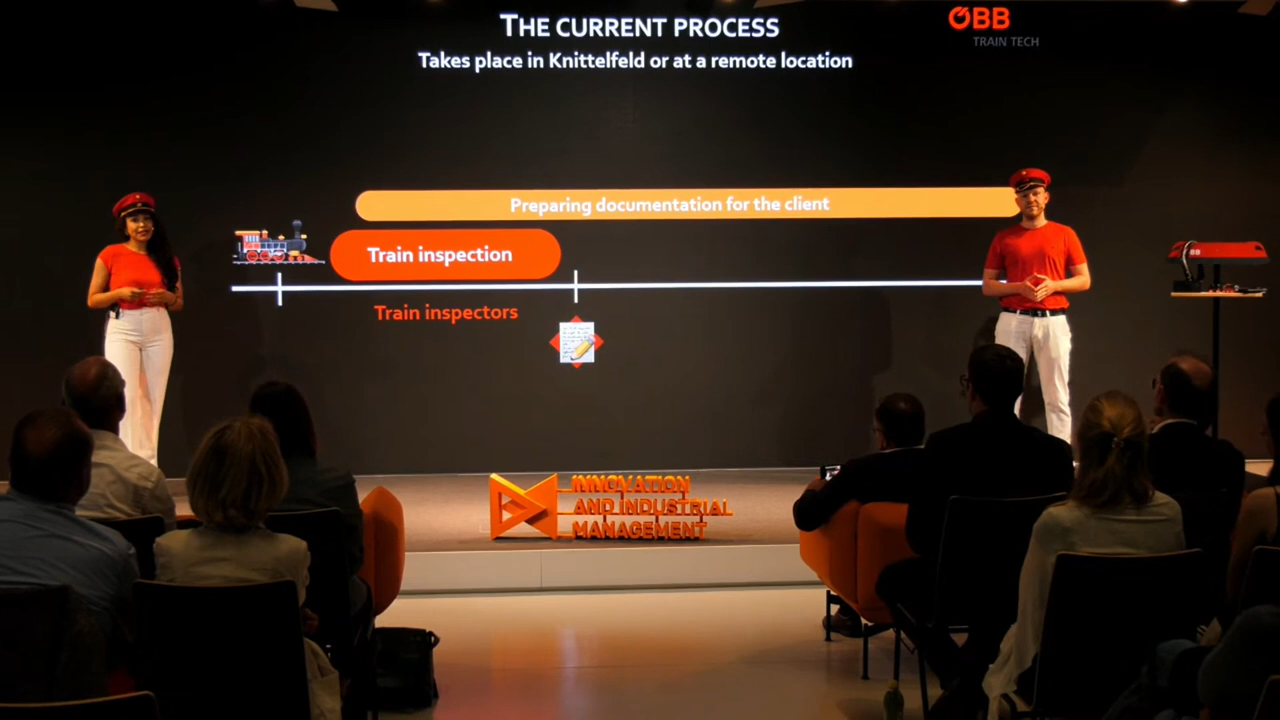 THE CURRENT PROCESS
Takes place in Knittelfeld or at a remote location
ÖBB
TRAIN TECH
Preparing documentation for the client
Train inspection
Train inspectors
BB
INNOVATION
AND INDUSTRIAL
MANAGEMENT